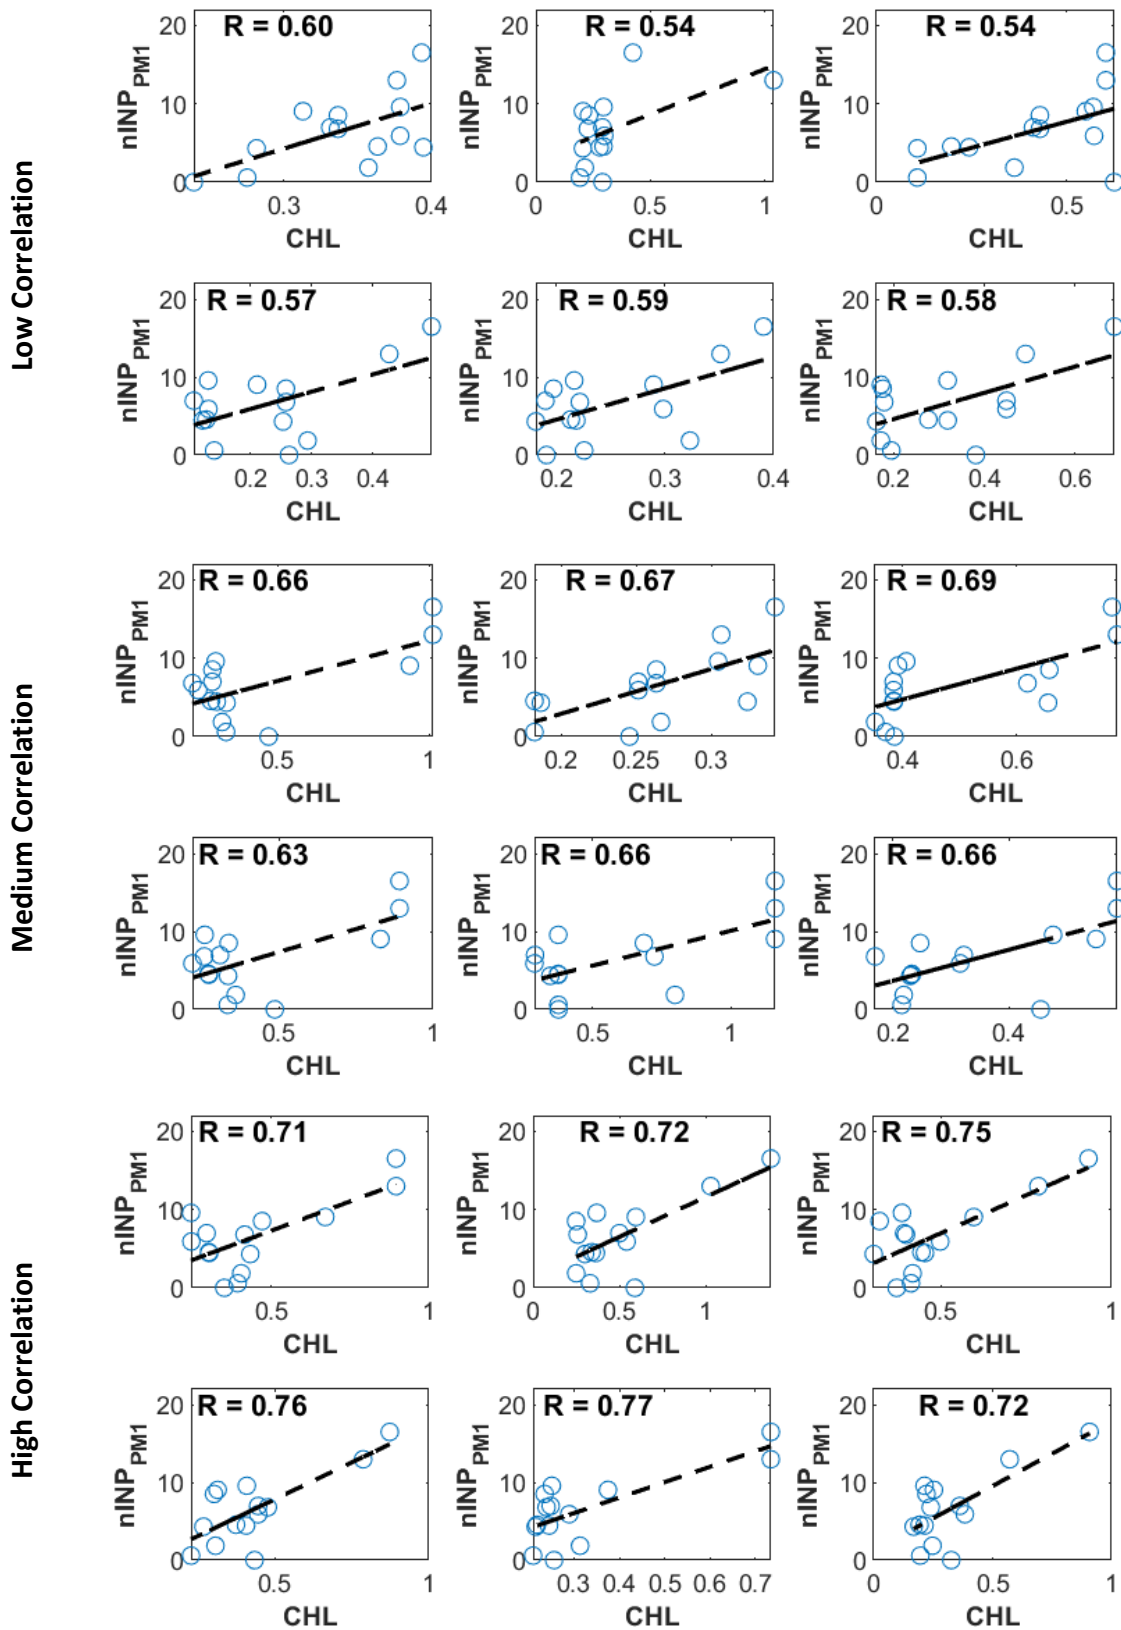 Low Correlation
R = 0.60
R = 0.54
R = 0.54
nINP_PM1
20
10
0
0.3
0.4
CHL
nINP_PM1
20
10
0
0
0.5
1
CHL
nINP_PM1
20
10
0
0
0.5
CHL
R = 0.57
R = 0.59
R = 0.58
nINP_PM1
20
10
0
0.2
0.3
0.4
CHL
nINP_PM1
20
10
0
0.2
0.3
0.4
CHL
nINP_PM1
20
10
0
0.2
0.4
0.6
CHL
Medium Correlation
R = 0.66
R = 0.67
R = 0.69
nINP_PM1
20
10
0
0.5
1
CHL
nINP_PM1
20
10
0
0.2
0.25
0.3
CHL
nINP_PM1
20
10
0
0.4
0.6
CHL
R = 0.63
R = 0.66
R = 0.66
nINP_PM1
20
10
0
0.5
1
CHL
nINP_PM1
20
10
0
0.5
1
CHL
nINP_PM1
20
10
0
0.2
0.4
CHL
High Correlation
R = 0.71
R = 0.72
R = 0.75
nINP_PM1
20
10
0
0.5
1
CHL
nINP_PM1
20
10
0
0
0.5
1
CHL
nINP_PM1
20
10
0
0.5
1
CHL
R = 0.76
R = 0.77
R = 0.72
nINP_PM1
20
10
0
0.5
1
CHL
nINP_PM1
20
10
0
0.3
0.4
0.5
0.6
0.7
CHL
nINP_PM1
20
10
0
0
0.5
1
CHL